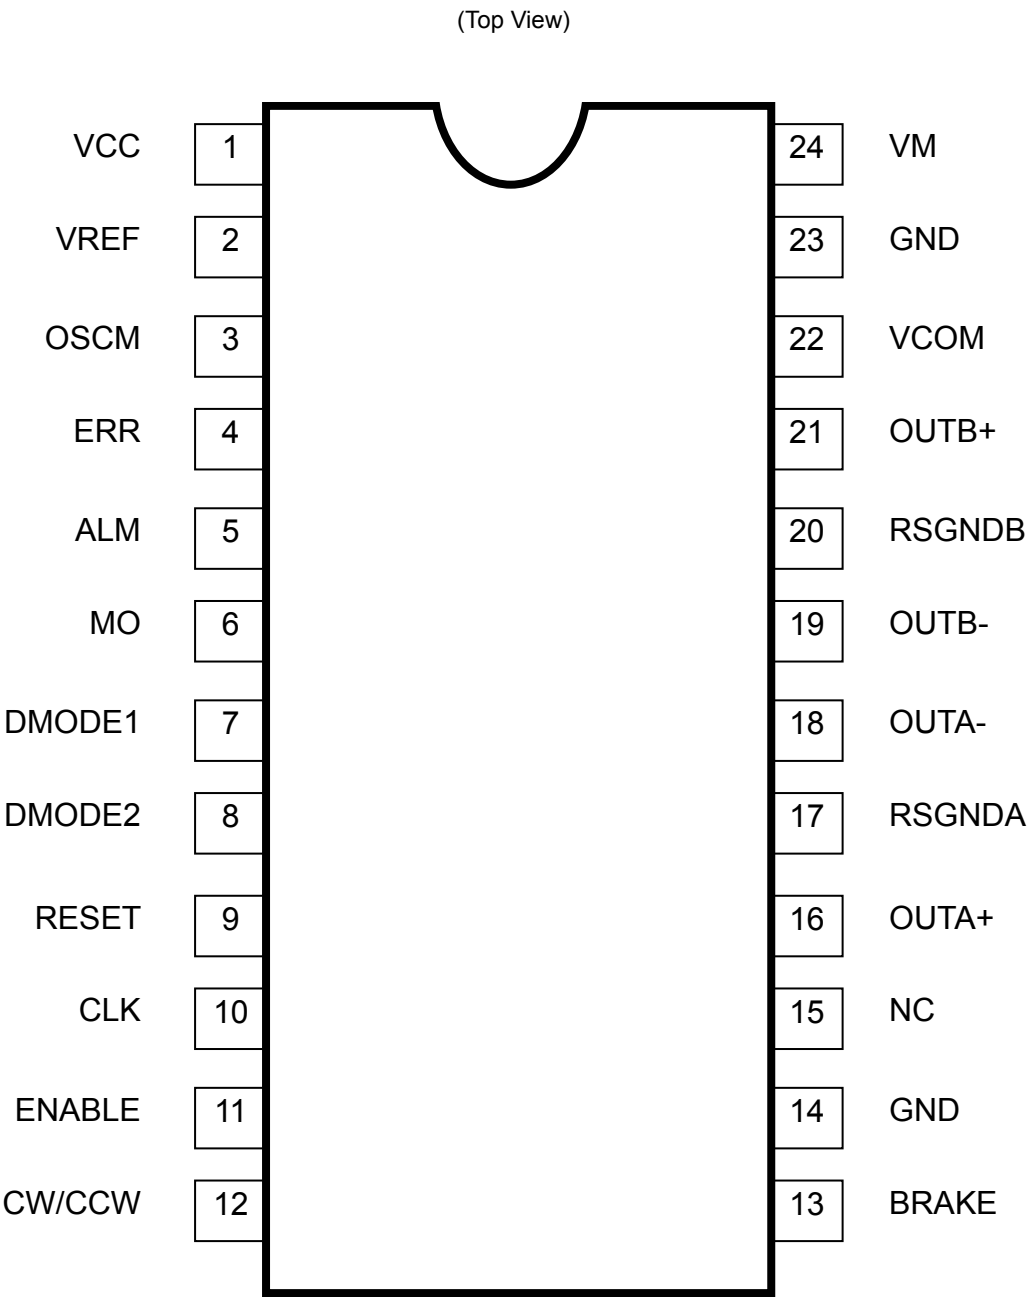 (Top View)
VCC 1 24 VM
VREF 2 23 GND
OSCM 3 22 VCOM
ERR 4 21 OUTB+
ALM 5 20 RSGNDB
MO 6 19 OUTB-
DMODE1 7 18 OUTA-
DMODE2 8 17 RSGNDA
RESET 9 16 OUTA+
CLK 10 15 NC
ENABLE 11 14 GND
CW/CCW 12 13 BRAKE